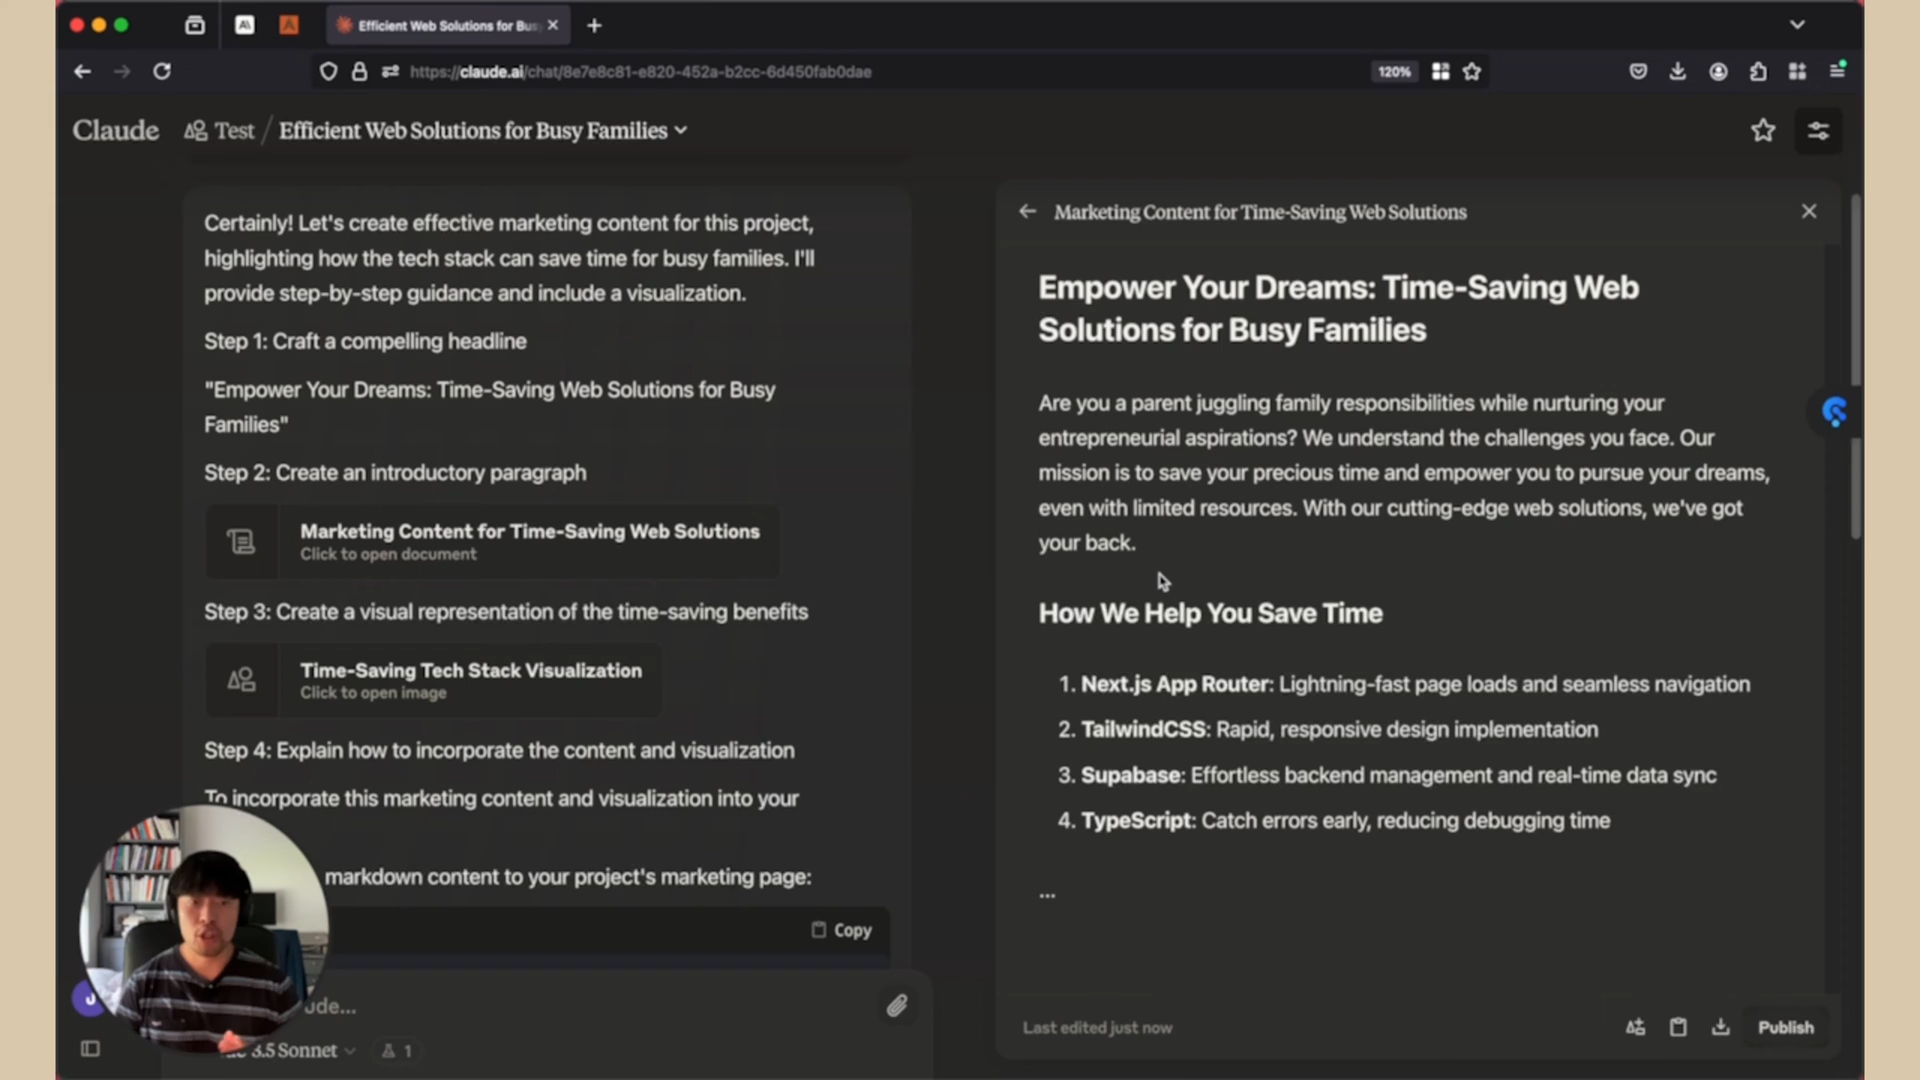 Efficient Web Solutions for Bus
https://claude.ai/chat/8e7e8c81-e820-452a-b2cc-6d450fab0dae
120%
Claude
Test / Efficient Web Solutions for Busy Families
Certainly! Let's create effective marketing content for this project,
highlighting how the tech stack can save time for busy families. I'll
provide step-by-step guidance and include a visualization.
Step 1: Craft a compelling headline
"Empower Your Dreams: Time-Saving Web Solutions for Busy
Families"
Step 2: Create an introductory paragraph
Marketing Content for Time-Saving Web Solutions
Click to open document
Step 3: Create a visual representation of the time-saving benefits
Time-Saving Tech Stack Visualization
Click to open image
Step 4: Explain how to incorporate the content and visualization
To incorporate this marketing content and visualization into your
markdown content to your project's marketing page:
Copy
J
ude...
3.5 Sonnet
1
Marketing Content for Time-Saving Web Solutions
Empower Your Dreams: Time-Saving Web
Solutions for Busy Families
Are you a parent juggling family responsibilities while nurturing your
entrepreneurial aspirations? We understand the challenges you face. Our
mission is to save your precious time and empower you to pursue your dreams,
even with limited resources. With our cutting-edge web solutions, we've got
your back.
How We Help You Save Time
1. Next.js App Router: Lightning-fast page loads and seamless navigation
2. TailwindCSS: Rapid, responsive design implementation
3. Supabase: Effortless backend management and real-time data sync
4. TypeScript: Catch errors early, reducing debugging time
...
Last edited just now
Publish